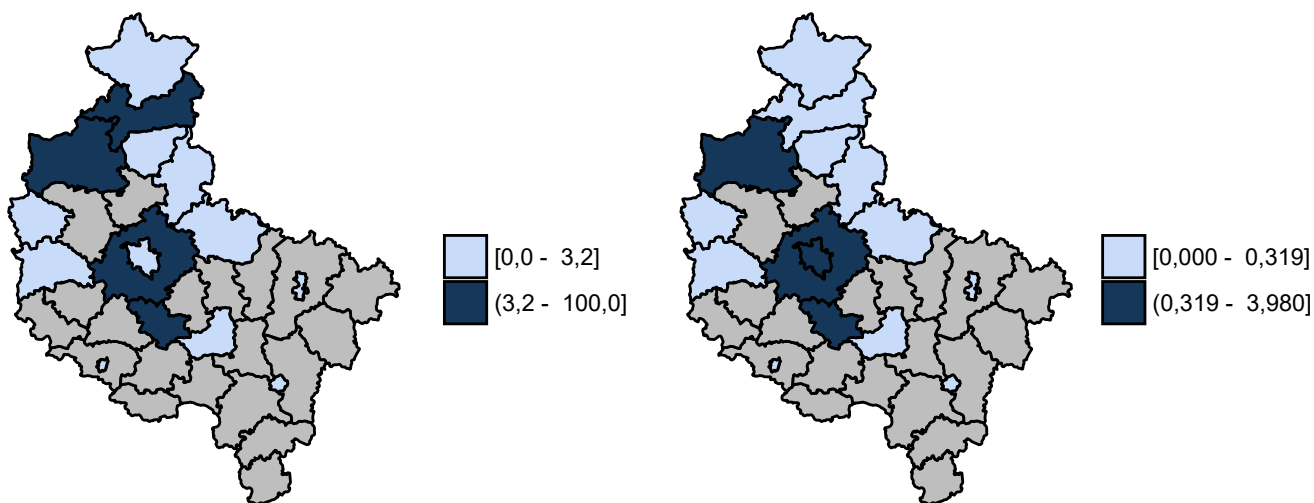 [0,0 -  3,2]
(3,2 -  100,0]
[0,000 -  0,319]
(0,319 -  3,980]